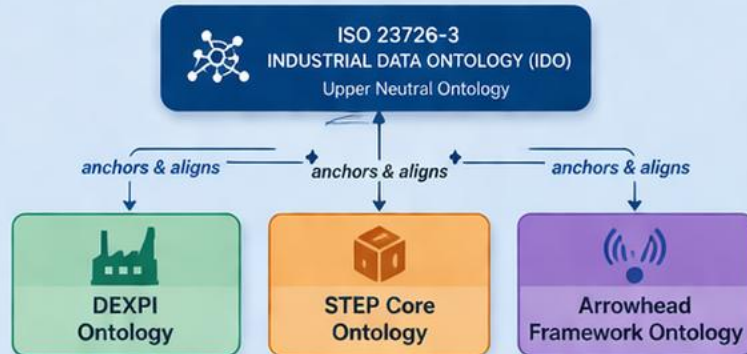 ISO 23726-3
INDUSTRIAL DATA ONTOLOGY (IDO)
Upper Neutral Ontology
anchors & aligns
anchors & aligns
anchors & aligns
DEXPI
Ontology
STEP Core
Ontology
Arrowhead
Framework Ontology